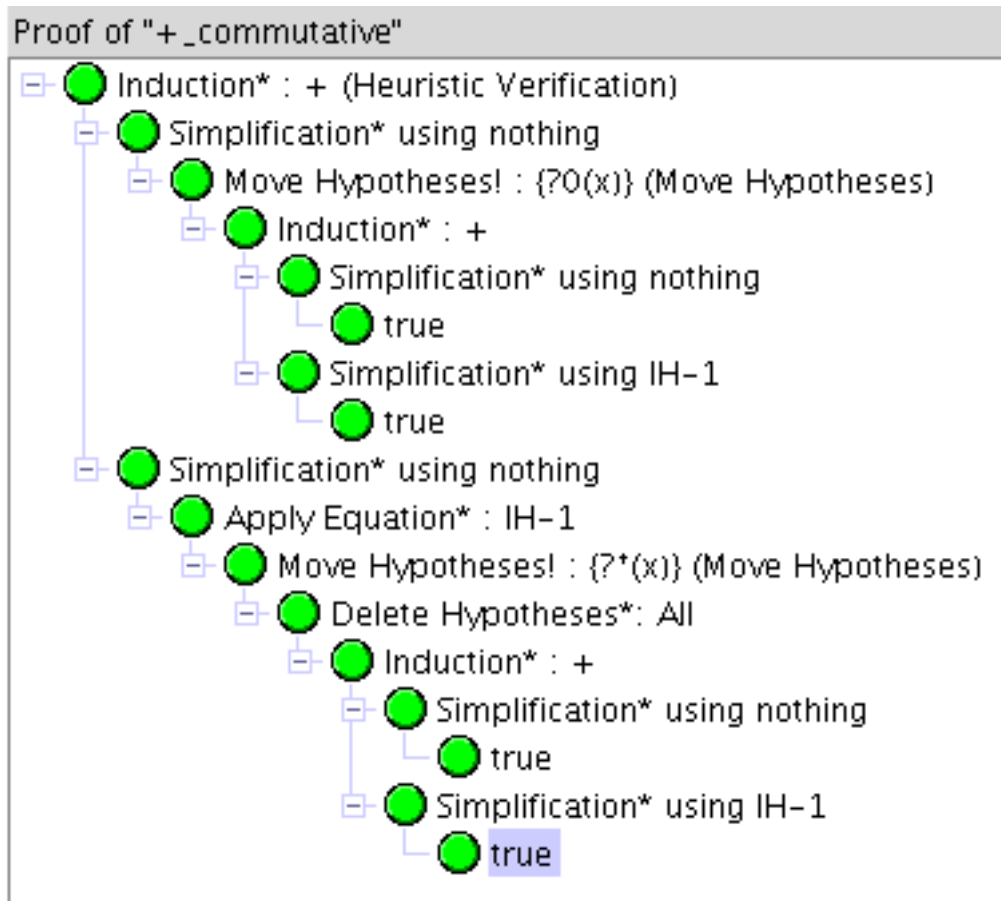 Proof of "+_commutative"
Induction* : + (Heuristic Verification)
Simplification* using nothing
Move Hypotheses! : {?0(x)} (Move Hypotheses)
Induction* : +
Simplification* using nothing
true
Simplification* using IH-1
true
Simplification* using nothing
Apply Equation* : IH-1
Move Hypotheses! : {?⁺(x)} (Move Hypotheses)
Delete Hypotheses*: All
Induction* : +
Simplification* using nothing
true
Simplification* using IH-1
true